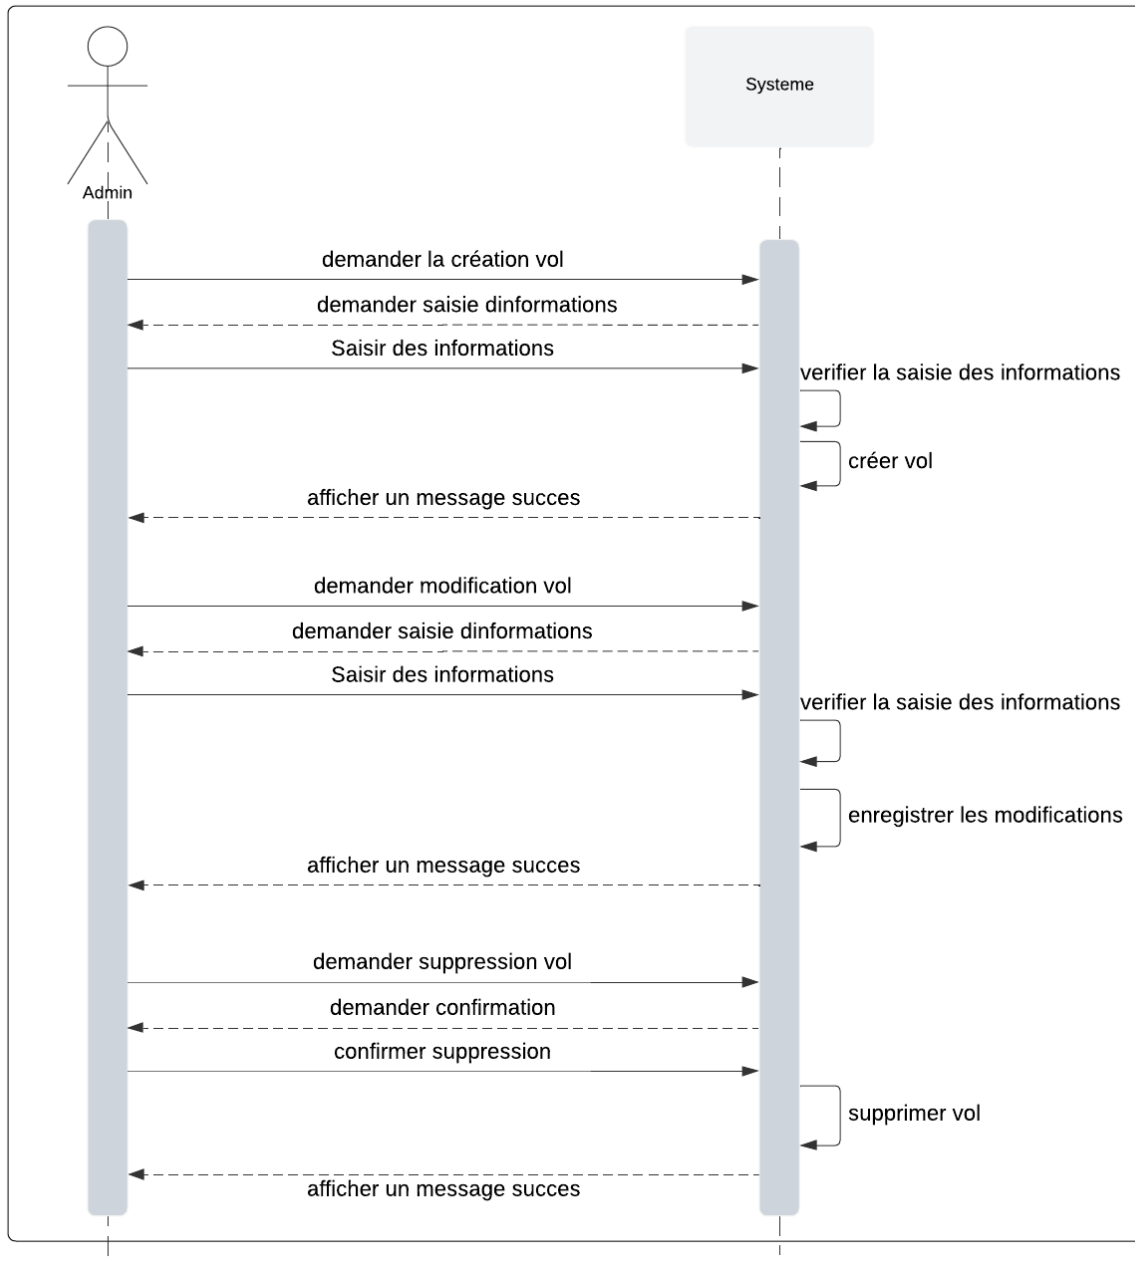 Systeme
Admin
demander la création vol
demander saisie dinformations
Saisir des informations
verifier la saisie des informations
créer vol
afficher un message succes
demander modification vol
demander saisie dinformations
Saisir des informations
verifier la saisie des informations
enregistrer les modifications
afficher un message succes
demander suppression vol
demander confirmation
confirmer suppression
supprimer vol
afficher un message succes